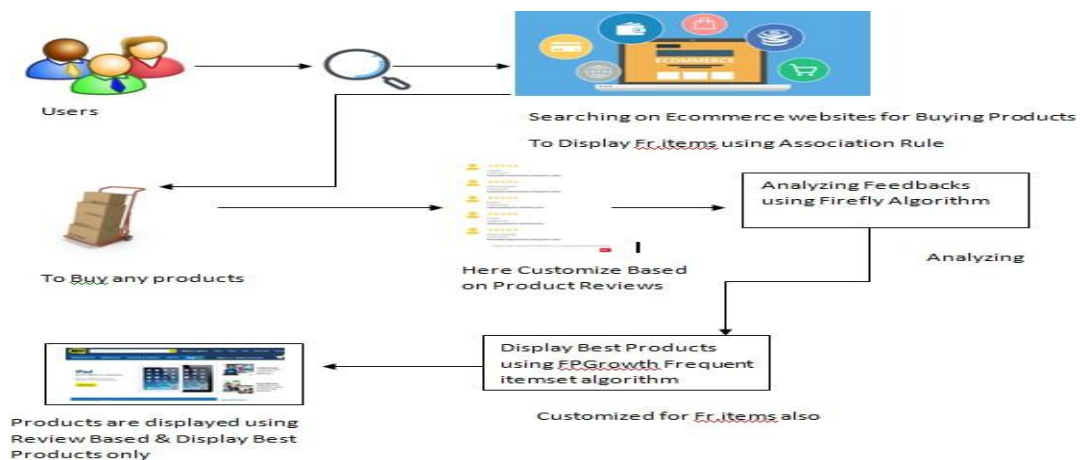 Users
ECOMMERCE
Searching on Ecommerce websites for Buying Products
To Display Fr.items using Association Rule
To Buy any products
Here Customize Based
on Product Reviews
Analyzing Feedbacks
using Firefly Algorithm
Analyzing
Display Best Products
using FPGrowth Frequent
itemset algorithm
Customized for Fr.items also
iPad
Products are displayed using
Review Based & Display Best
Products only